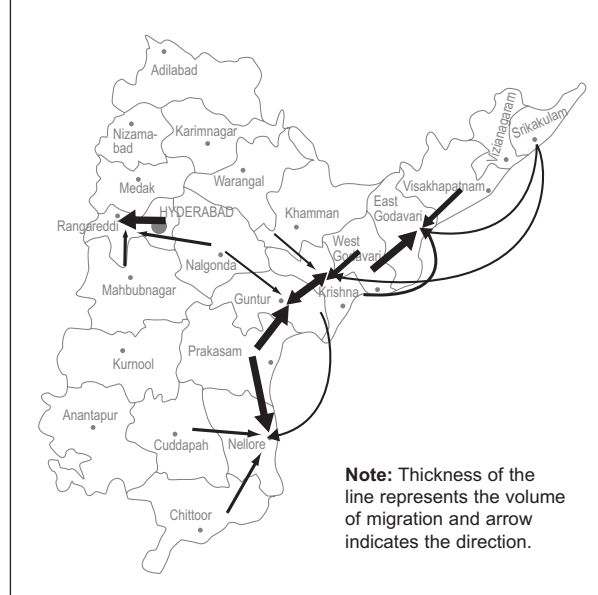 Adilabad
Nizama-
bad
Karimnagar
Medak
Warangal
Rangareddi
HYDERABAD
Khamman
Nalgonda
Mahbubnagar
Guntur
Krishna
West
Godavari
East
Godavari
Visakhapatnam
Vizianagaram
Srikakulam
Kurnool
Prakasam
Anantapur
Cuddapah
Nellore
Chittoor
Note: Thickness of the
line represents the volume
of migration and arrow
indicates the direction.